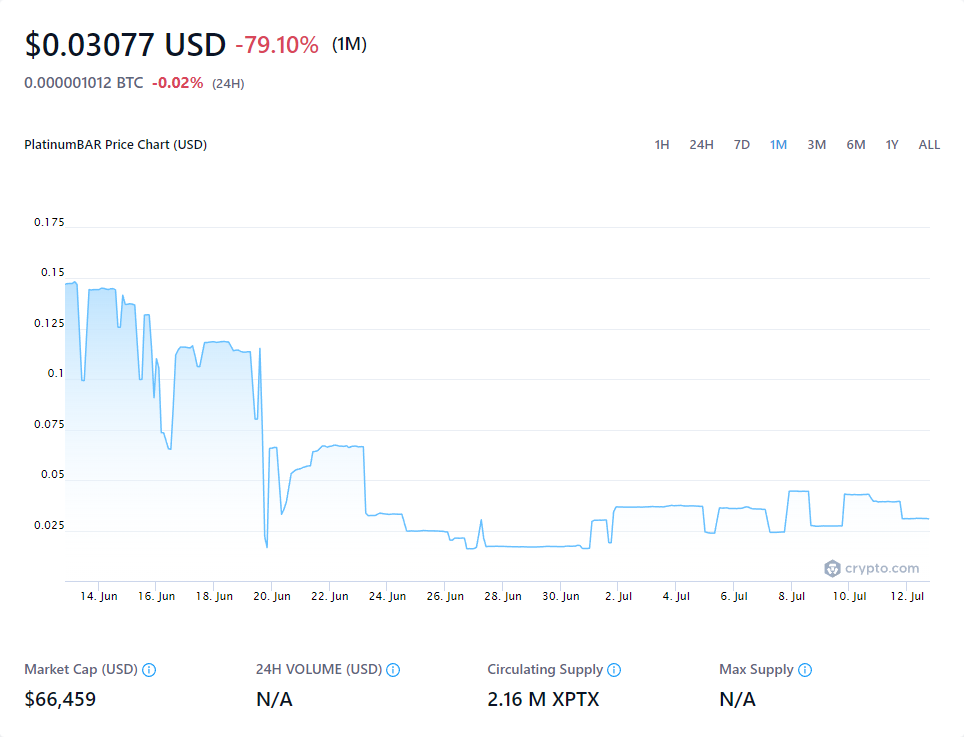 $0.03077 USD -79.10% (1M)
0.000001012 BTC -0.02% (24H)
PlatinumBAR Price Chart (USD) 1H 24H 7D 1M 3M 6M 1Y ALL
0.175
0.15
0.125
0.1
0.075
0.05
0.025
crypto.com
14. Jun 16. Jun 18. Jun 20. Jun 22. Jun 24. Jun 26. Jun 28. Jun 30. Jun 2. Jul 4. Jul 6. Jul 8. Jul 10. Jul 12. Jul
Market Cap (USD) 24H VOLUME (USD) Circulating Supply Max Supply
$66,459 N/A 2.16 M XPTX N/A